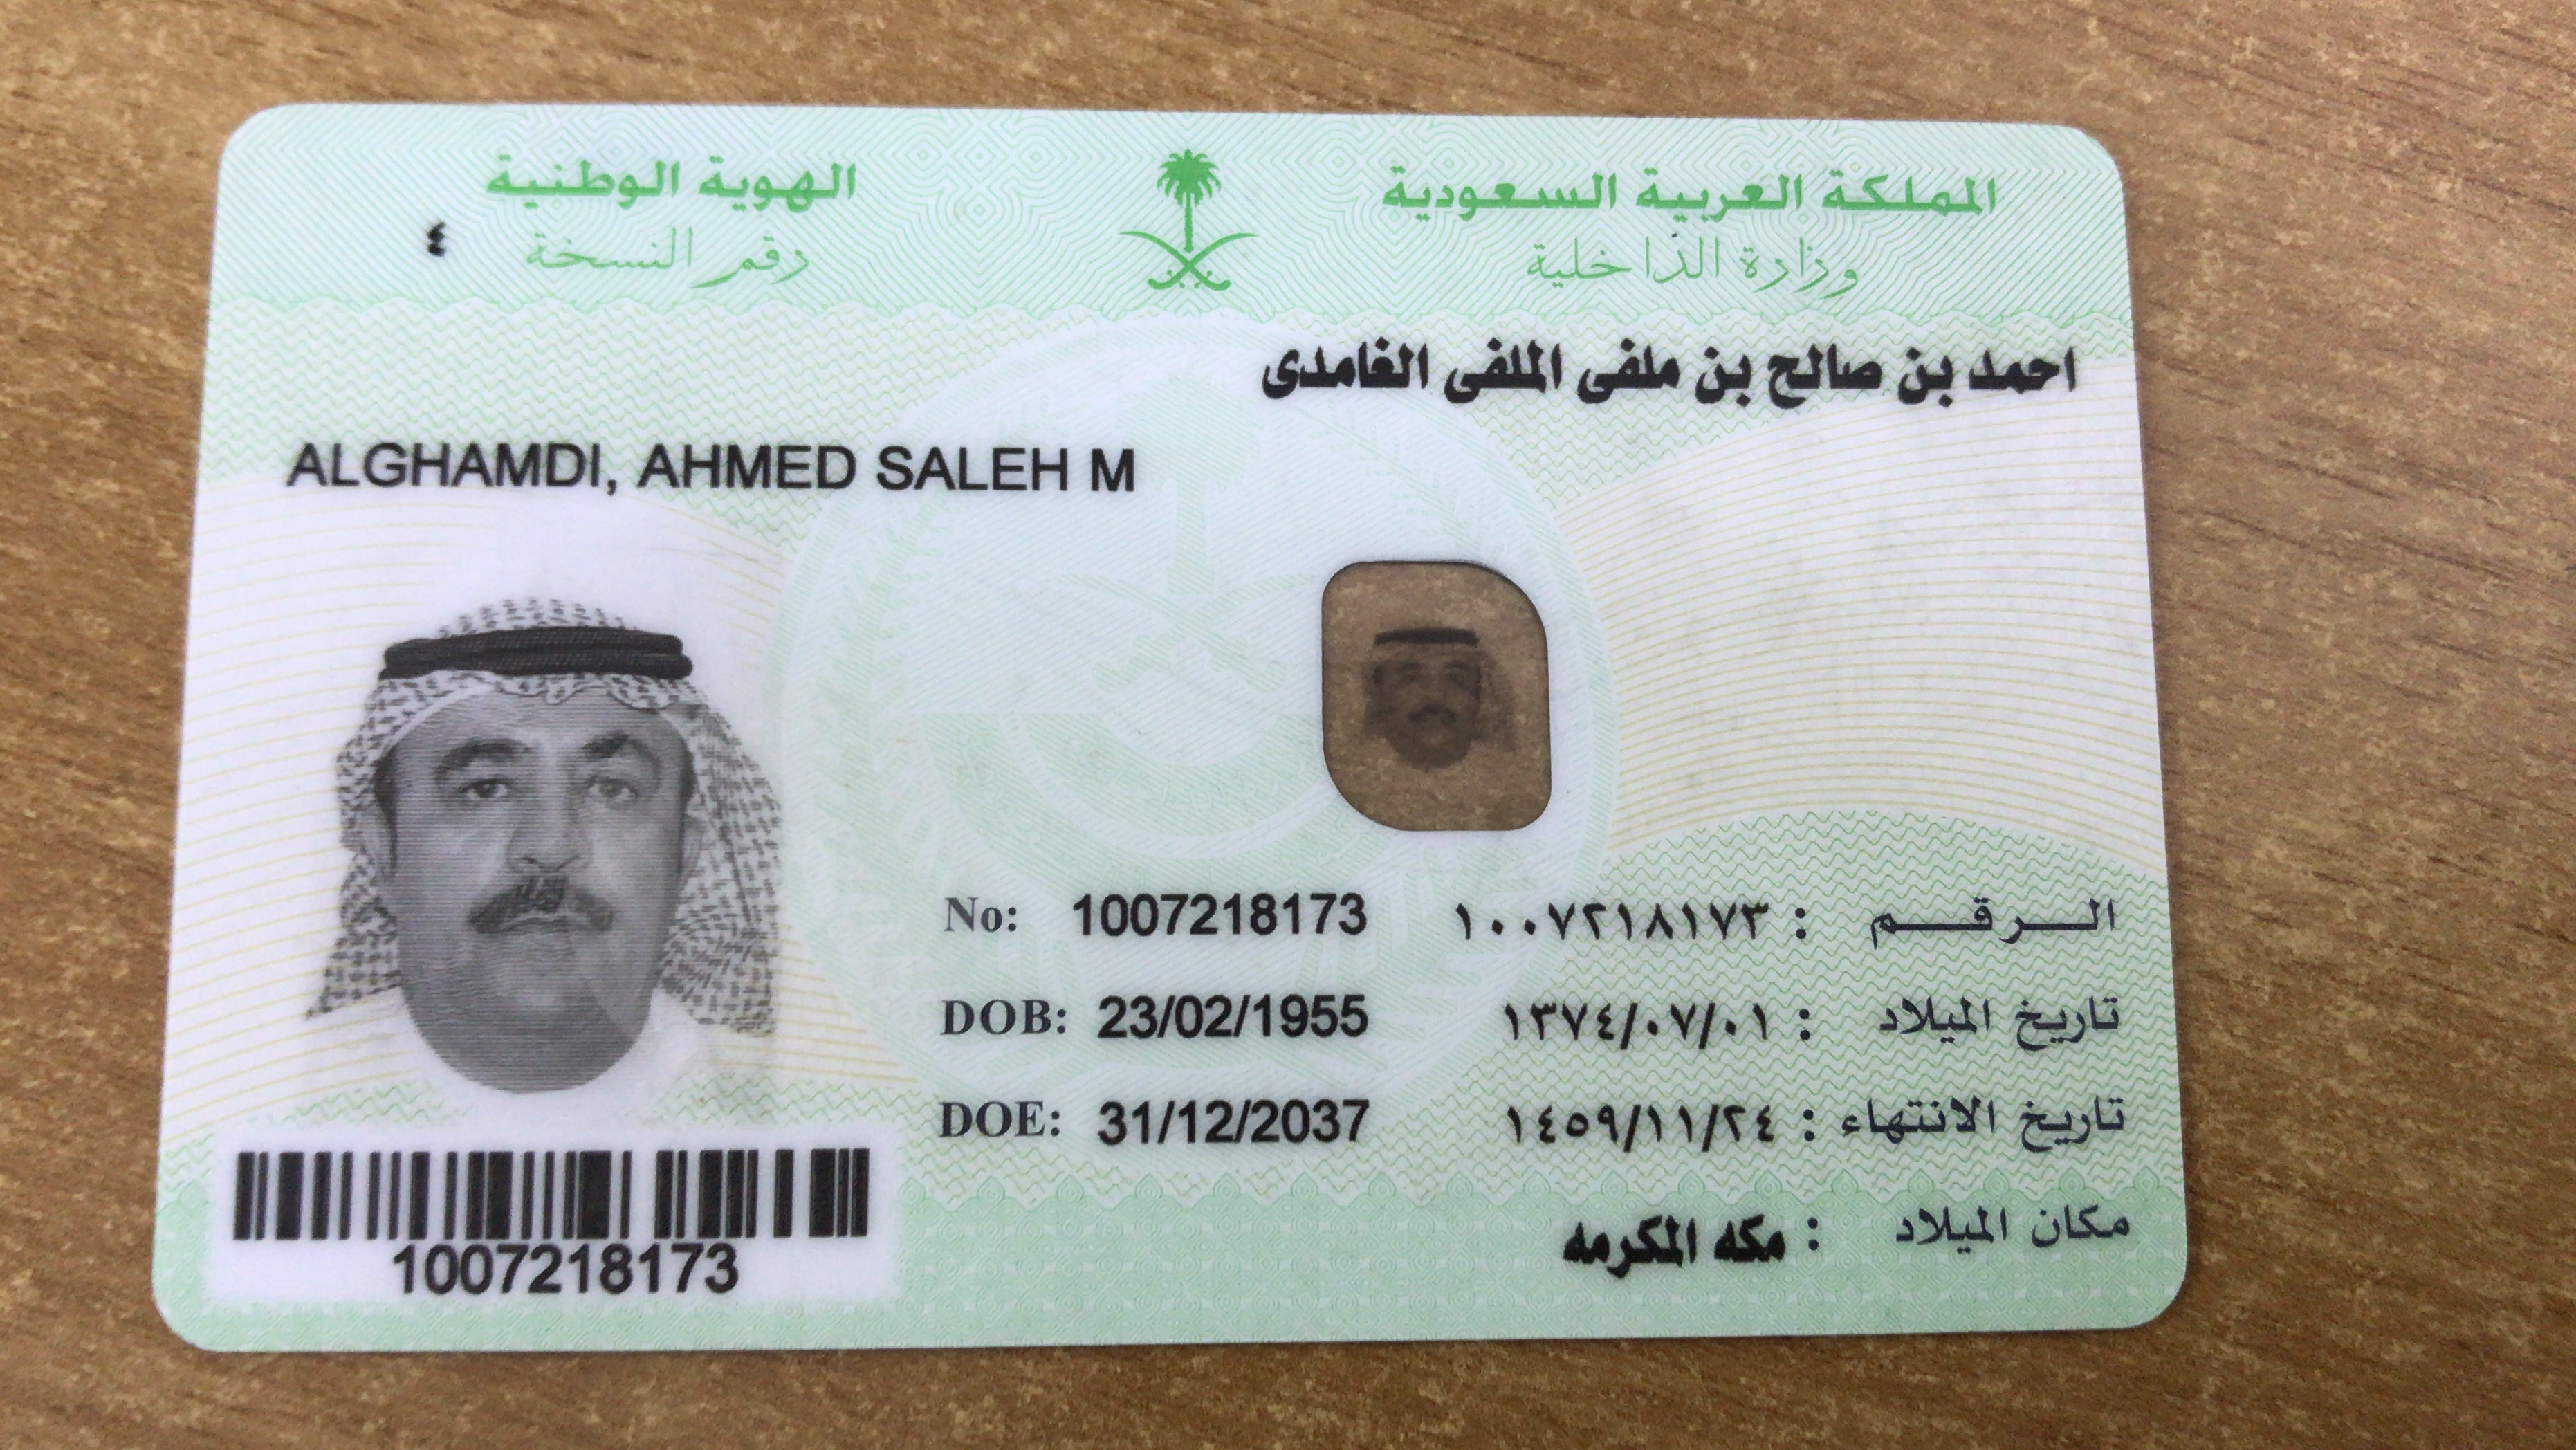 المملكة العربية السعودية
وزارة الداخلية
الهوية الوطنية
رقم النسخة ٤
احمد بن صالح بن ملفى الملفى الغامدى
ALGHAMDI, AHMED SALEH M
الرقم : ١٠٠٧٢١٨١٧٣
No: 1007218173
تاريخ الميلاد : ١٣٧٤/٠٧/٠١
DOB: 23/02/1955
تاريخ الانتهاء : ١٤٥٩/١١/٢٤
DOE: 31/12/2037
مكان الميلاد : مكه المكرمه
1007218173